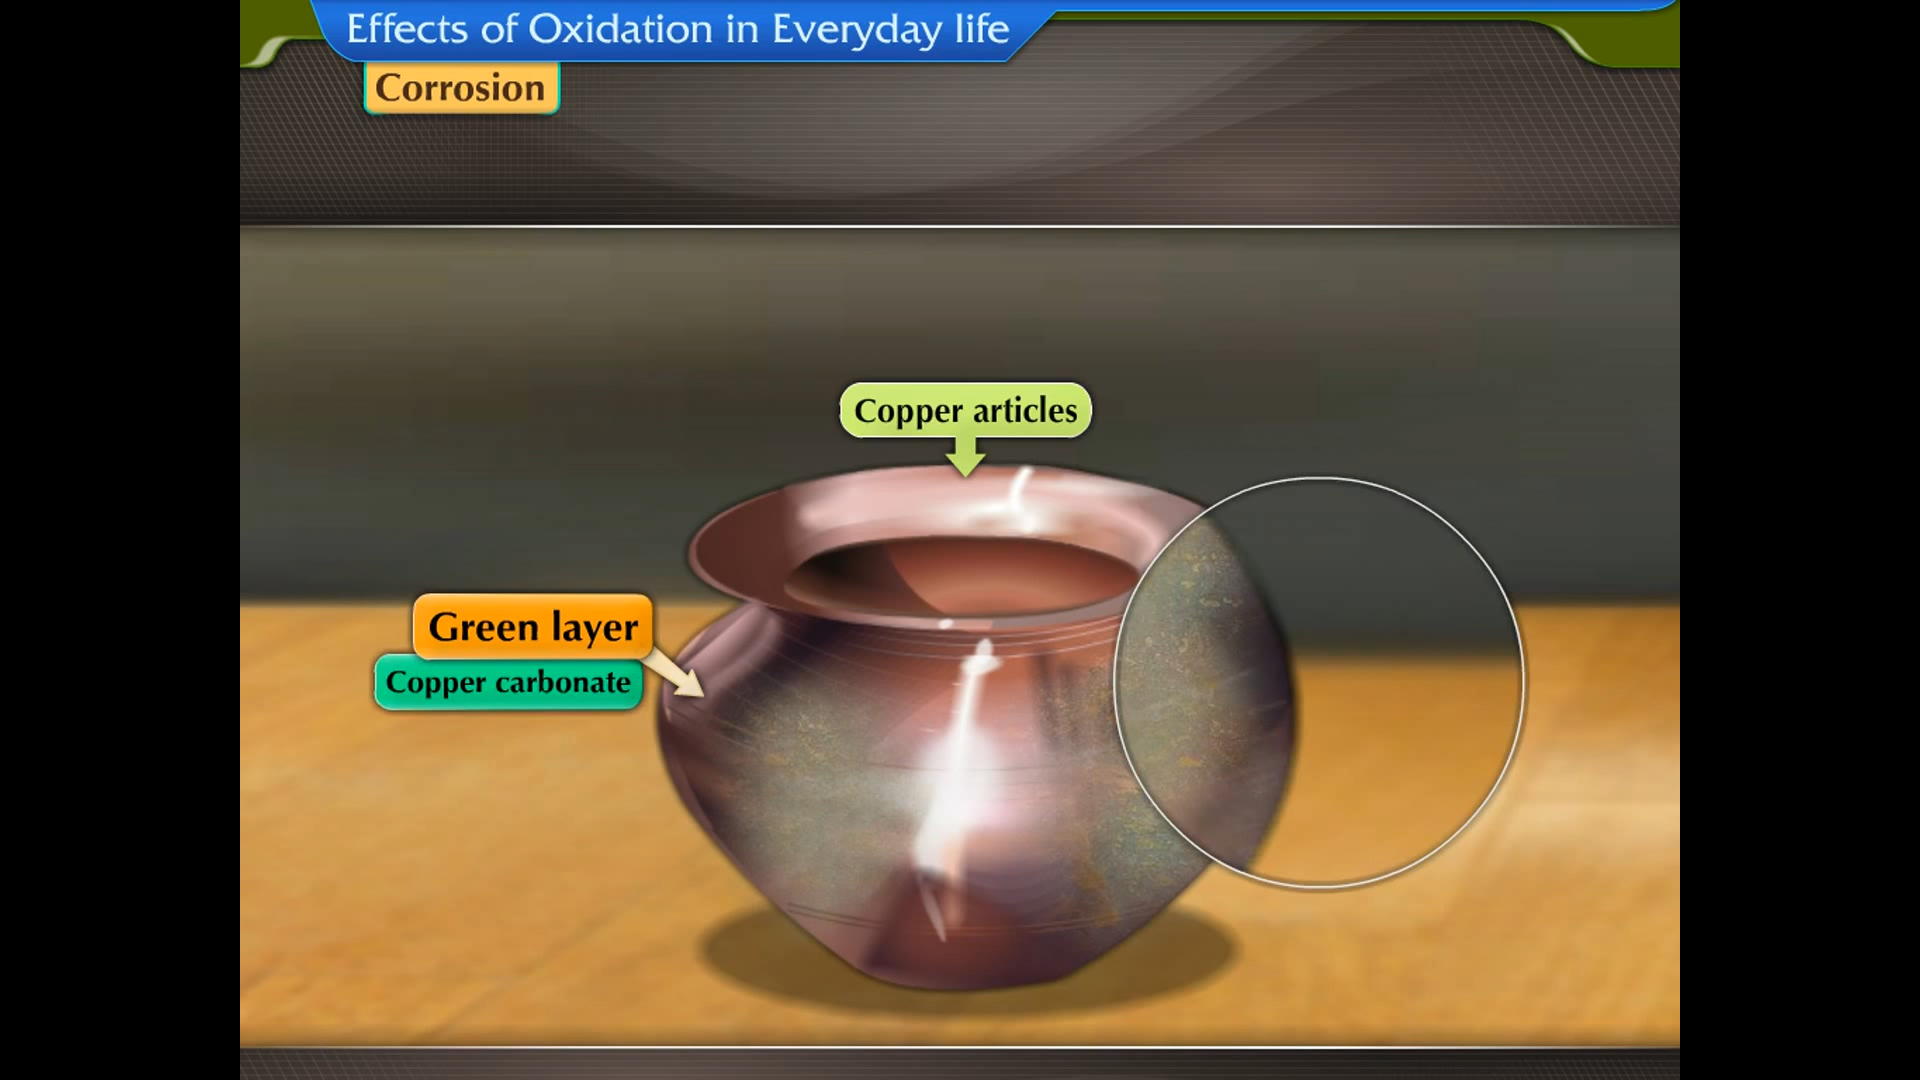 Effects of Oxidation in Everyday life
Corrosion
Copper articles
Green layer
Copper carbonate